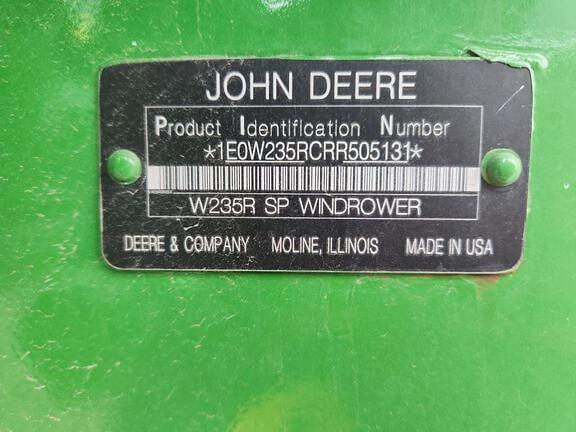 JOHN DEERE
Product Identification Number
*1E0W235RCRR505131*
W235R SP WINDROWER
DEERE & COMPANY MOLINE, ILLINOIS MADE IN USA